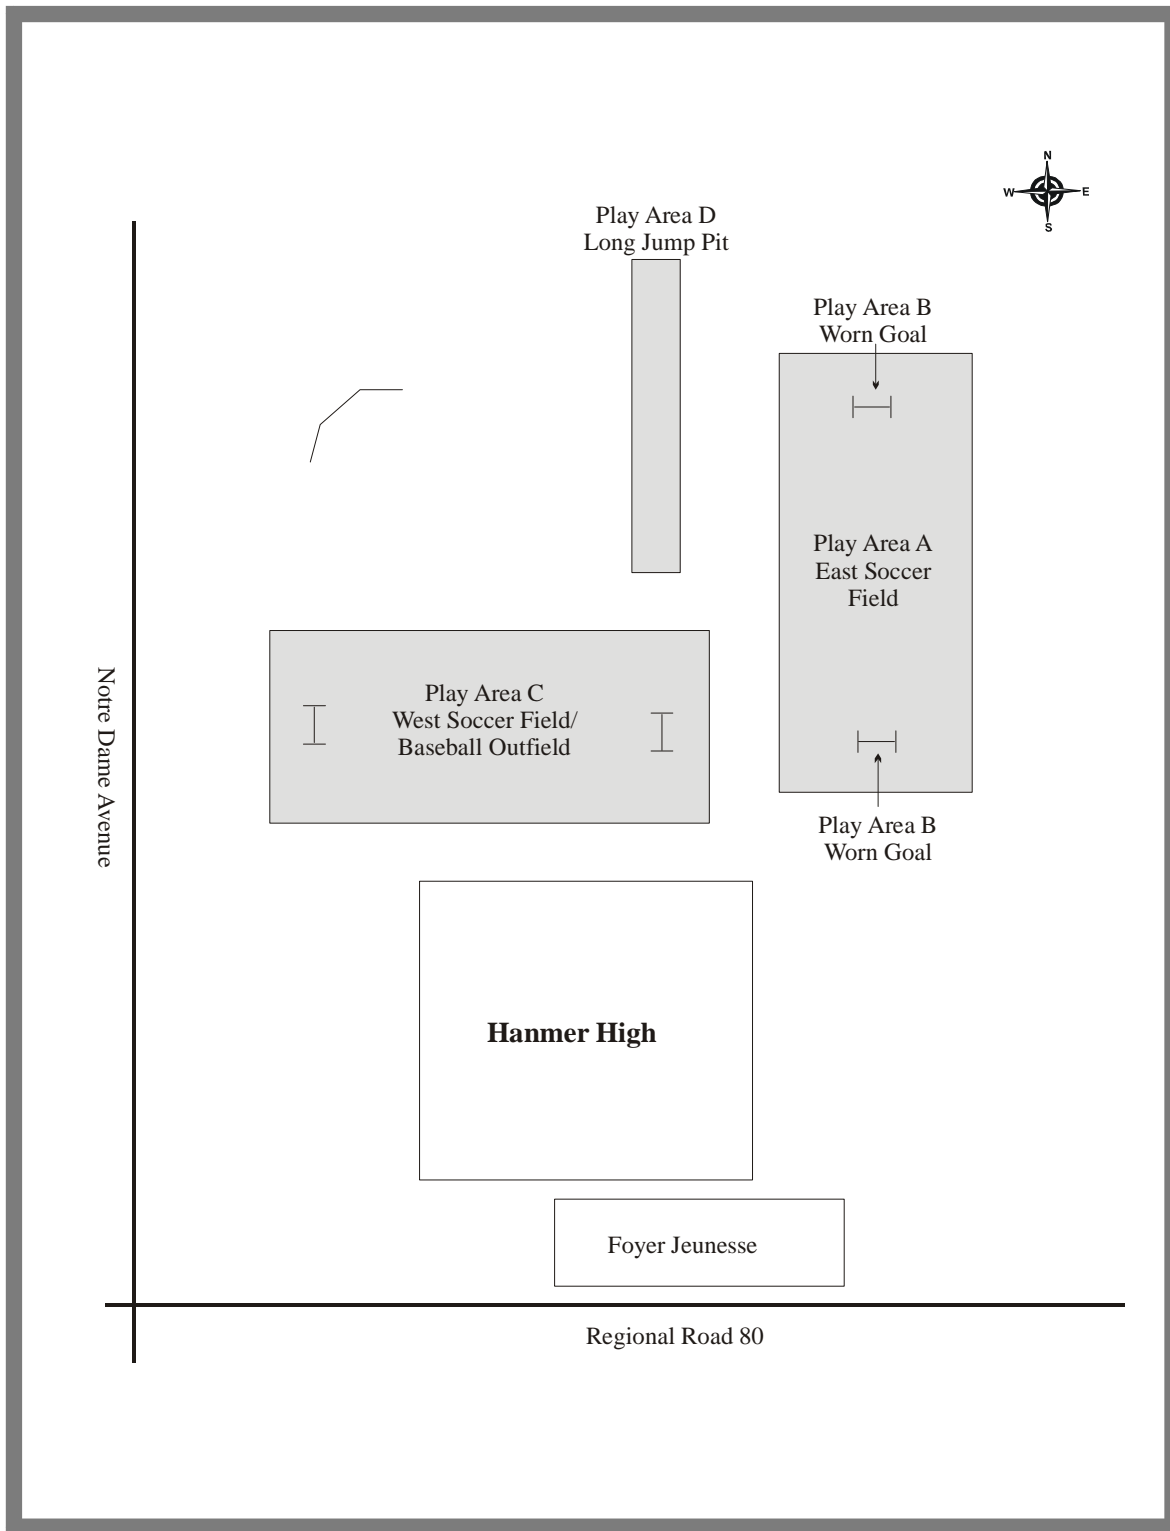 N
W E
S
Play Area D
Long Jump Pit
Play Area B
Worn Goal
Play Area A
East Soccer
Field
Play Area C
West Soccer Field/
Baseball Outfield
Notre Dame Avenue
Play Area B
Worn Goal
Hanmer High
Foyer Jeunesse
Regional Road 80